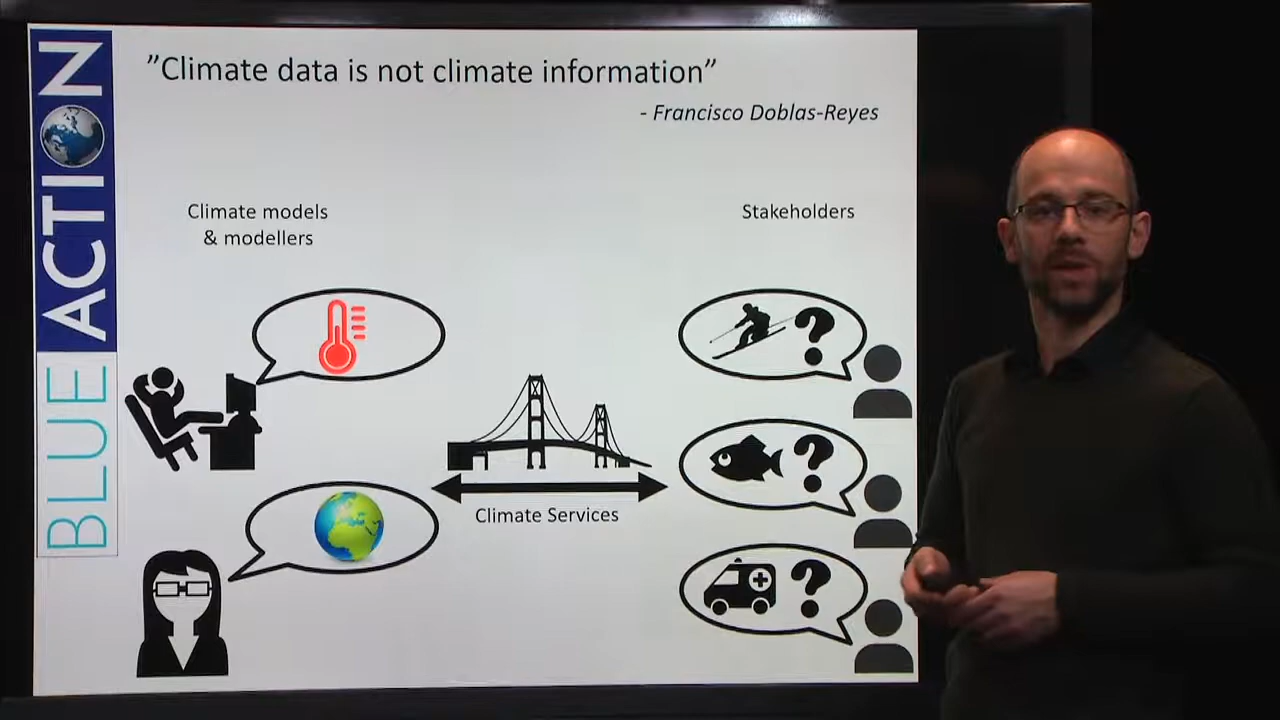 ”Climate data is not climate information”
- Francisco Doblas-Reyes
BLUE ACTION
Climate models
& modellers
Stakeholders
?
?
?
Climate Services